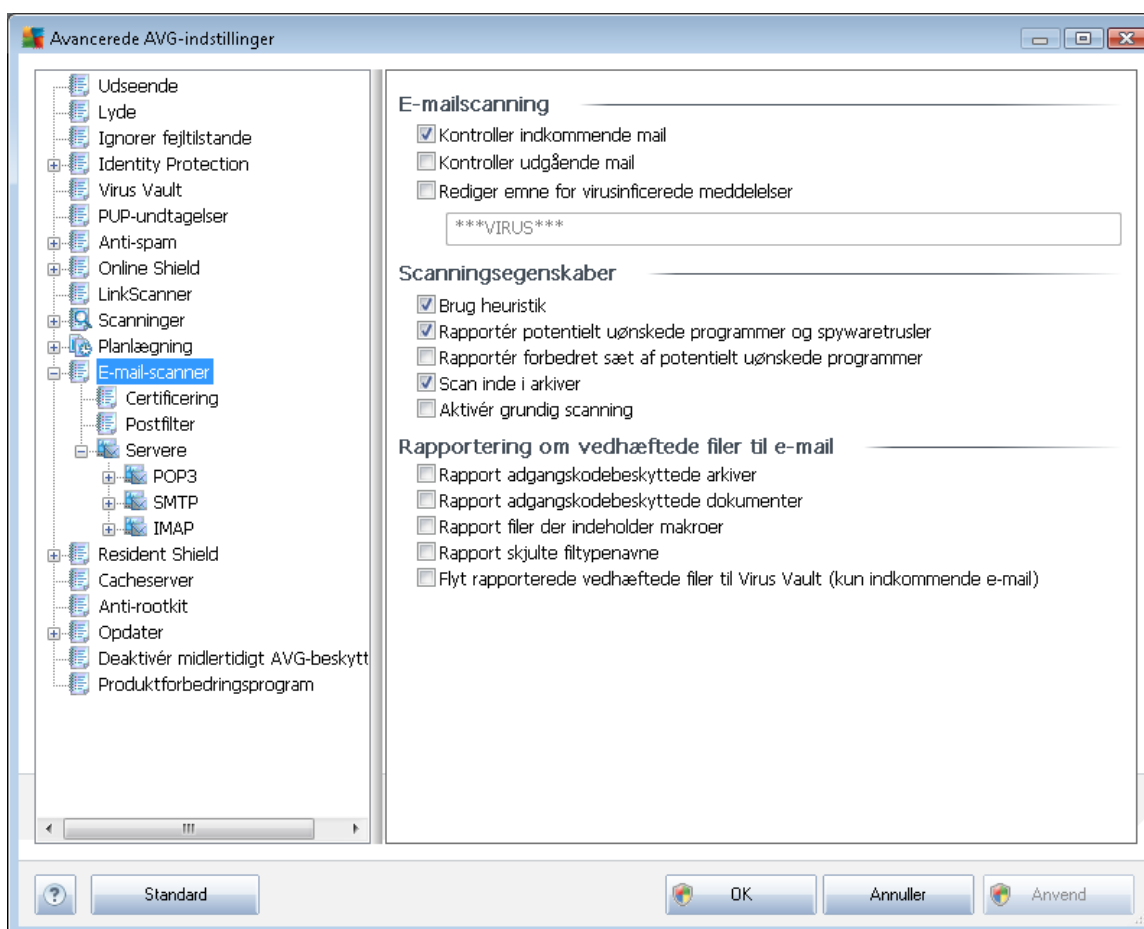 Avancerede AVG-indstillinger
Udseende
Lyde
Ignorer fejltilstande
Identity Protection
Virus Vault
PUP-undtagelser
Anti-spam
Online Shield
LinkScanner
Scanninger
Planlægning
E-mail-scanner
Certificering
Postfilter
Servere
POP3
SMTP
IMAP
Resident Shield
Cacheserver
Anti-rootkit
Opdater
Deaktivér midlertidigt AVG-beskytt
Produktforbedringsprogram
E-mailscanning
Kontroller indkommende mail
Kontroller udgående mail
Rediger emne for virusinficerede meddelelser
***VIRUS***
Scanningsegenskaber
Brug heuristik
Rapportér potentielt uønskede programmer og spywaretrusler
Rapportér forbedret sæt af potentielt uønskede programmer
Scan inde i arkiver
Aktivér grundig scanning
Rapportering om vedhæftede filer til e-mail
Rapport adgangskodebeskyttede arkiver
Rapport adgangskodebeskyttede dokumenter
Rapport filer der indeholder makroer
Rapport skjulte filtypenavne
Flyt rapporterede vedhæftede filer til Virus Vault (kun indkommende e-mail)
? Standard OK Annuller Anvend